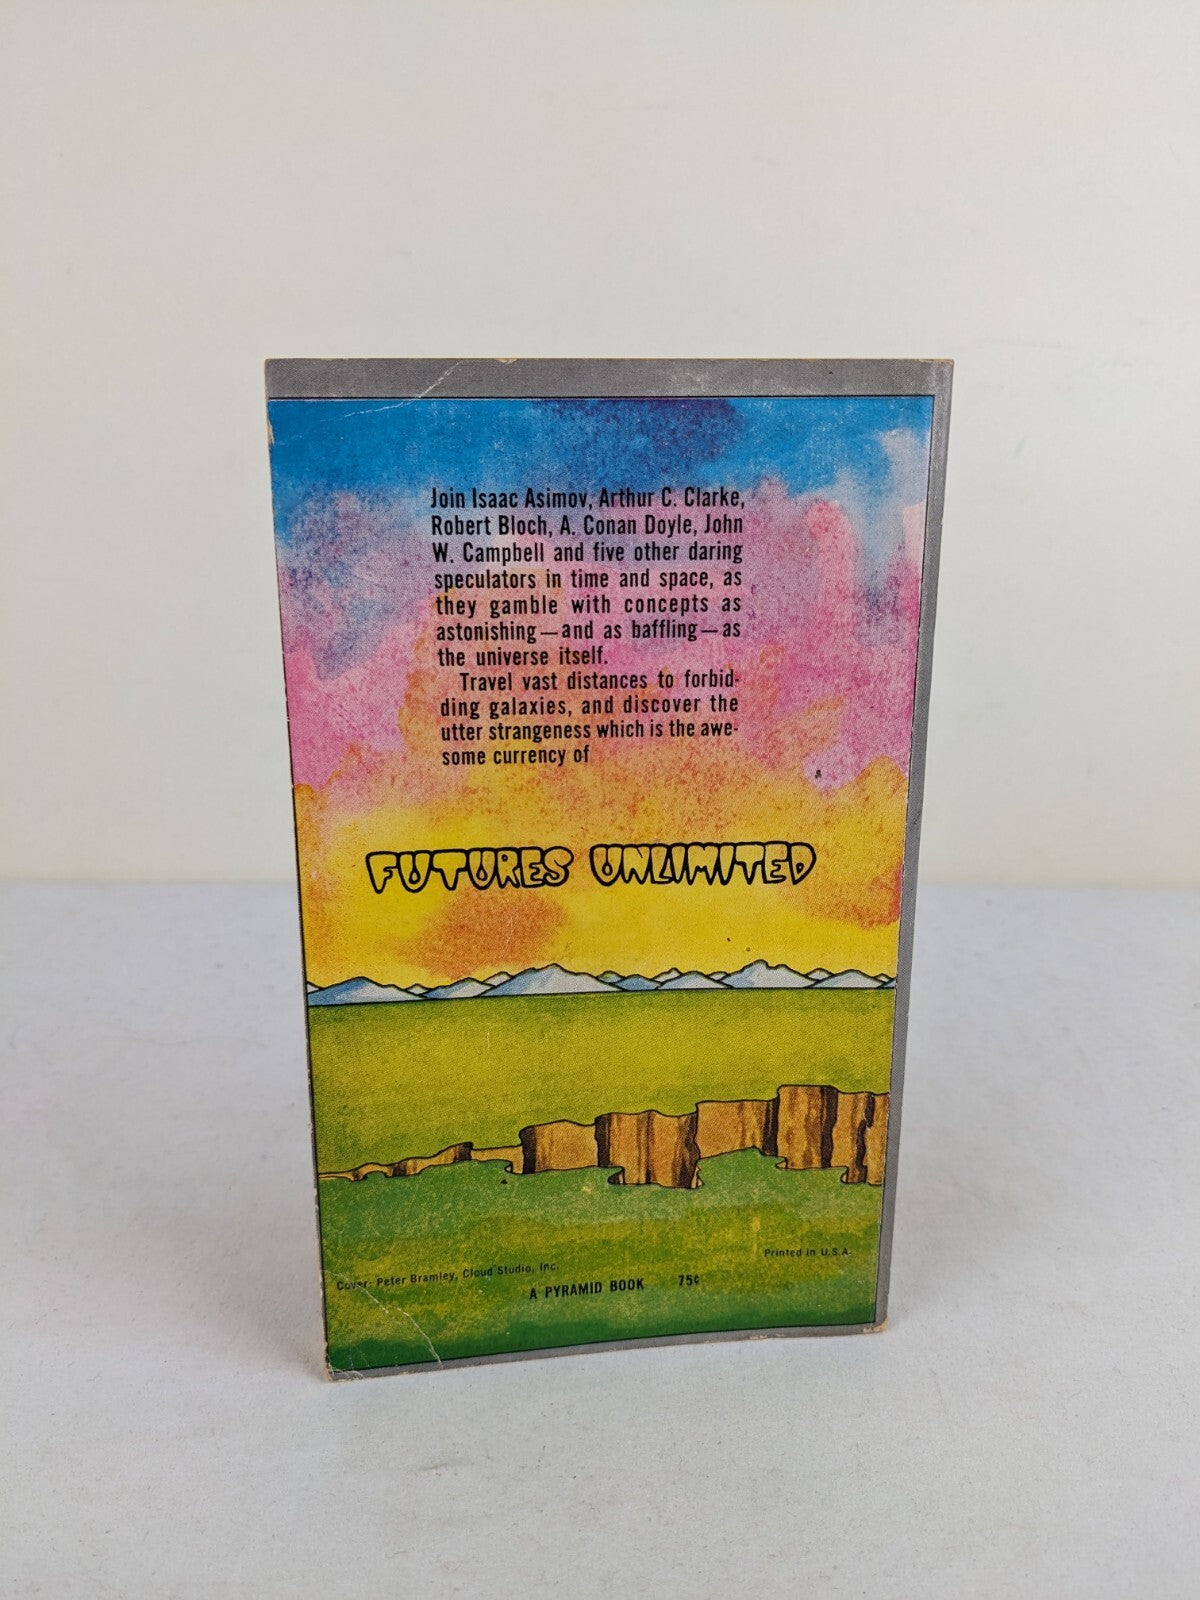 Join Isaac Asimov, Arthur C. Clarke,
Robert Bloch, A. Conan Doyle, John
W. Campbell and five other daring
speculators in time and space, as
they gamble with concepts as
astonishing—and as baffling—as
the universe itself.
Travel vast distances to forbid-
ding galaxies, and discover the
utter strangeness which is the awe-
some currency of
FUTURES UNLIMITED
Printed in U.S.A.
Cover: Peter Bramley, Cloud Studio, Inc.
A PYRAMID BOOK 75¢